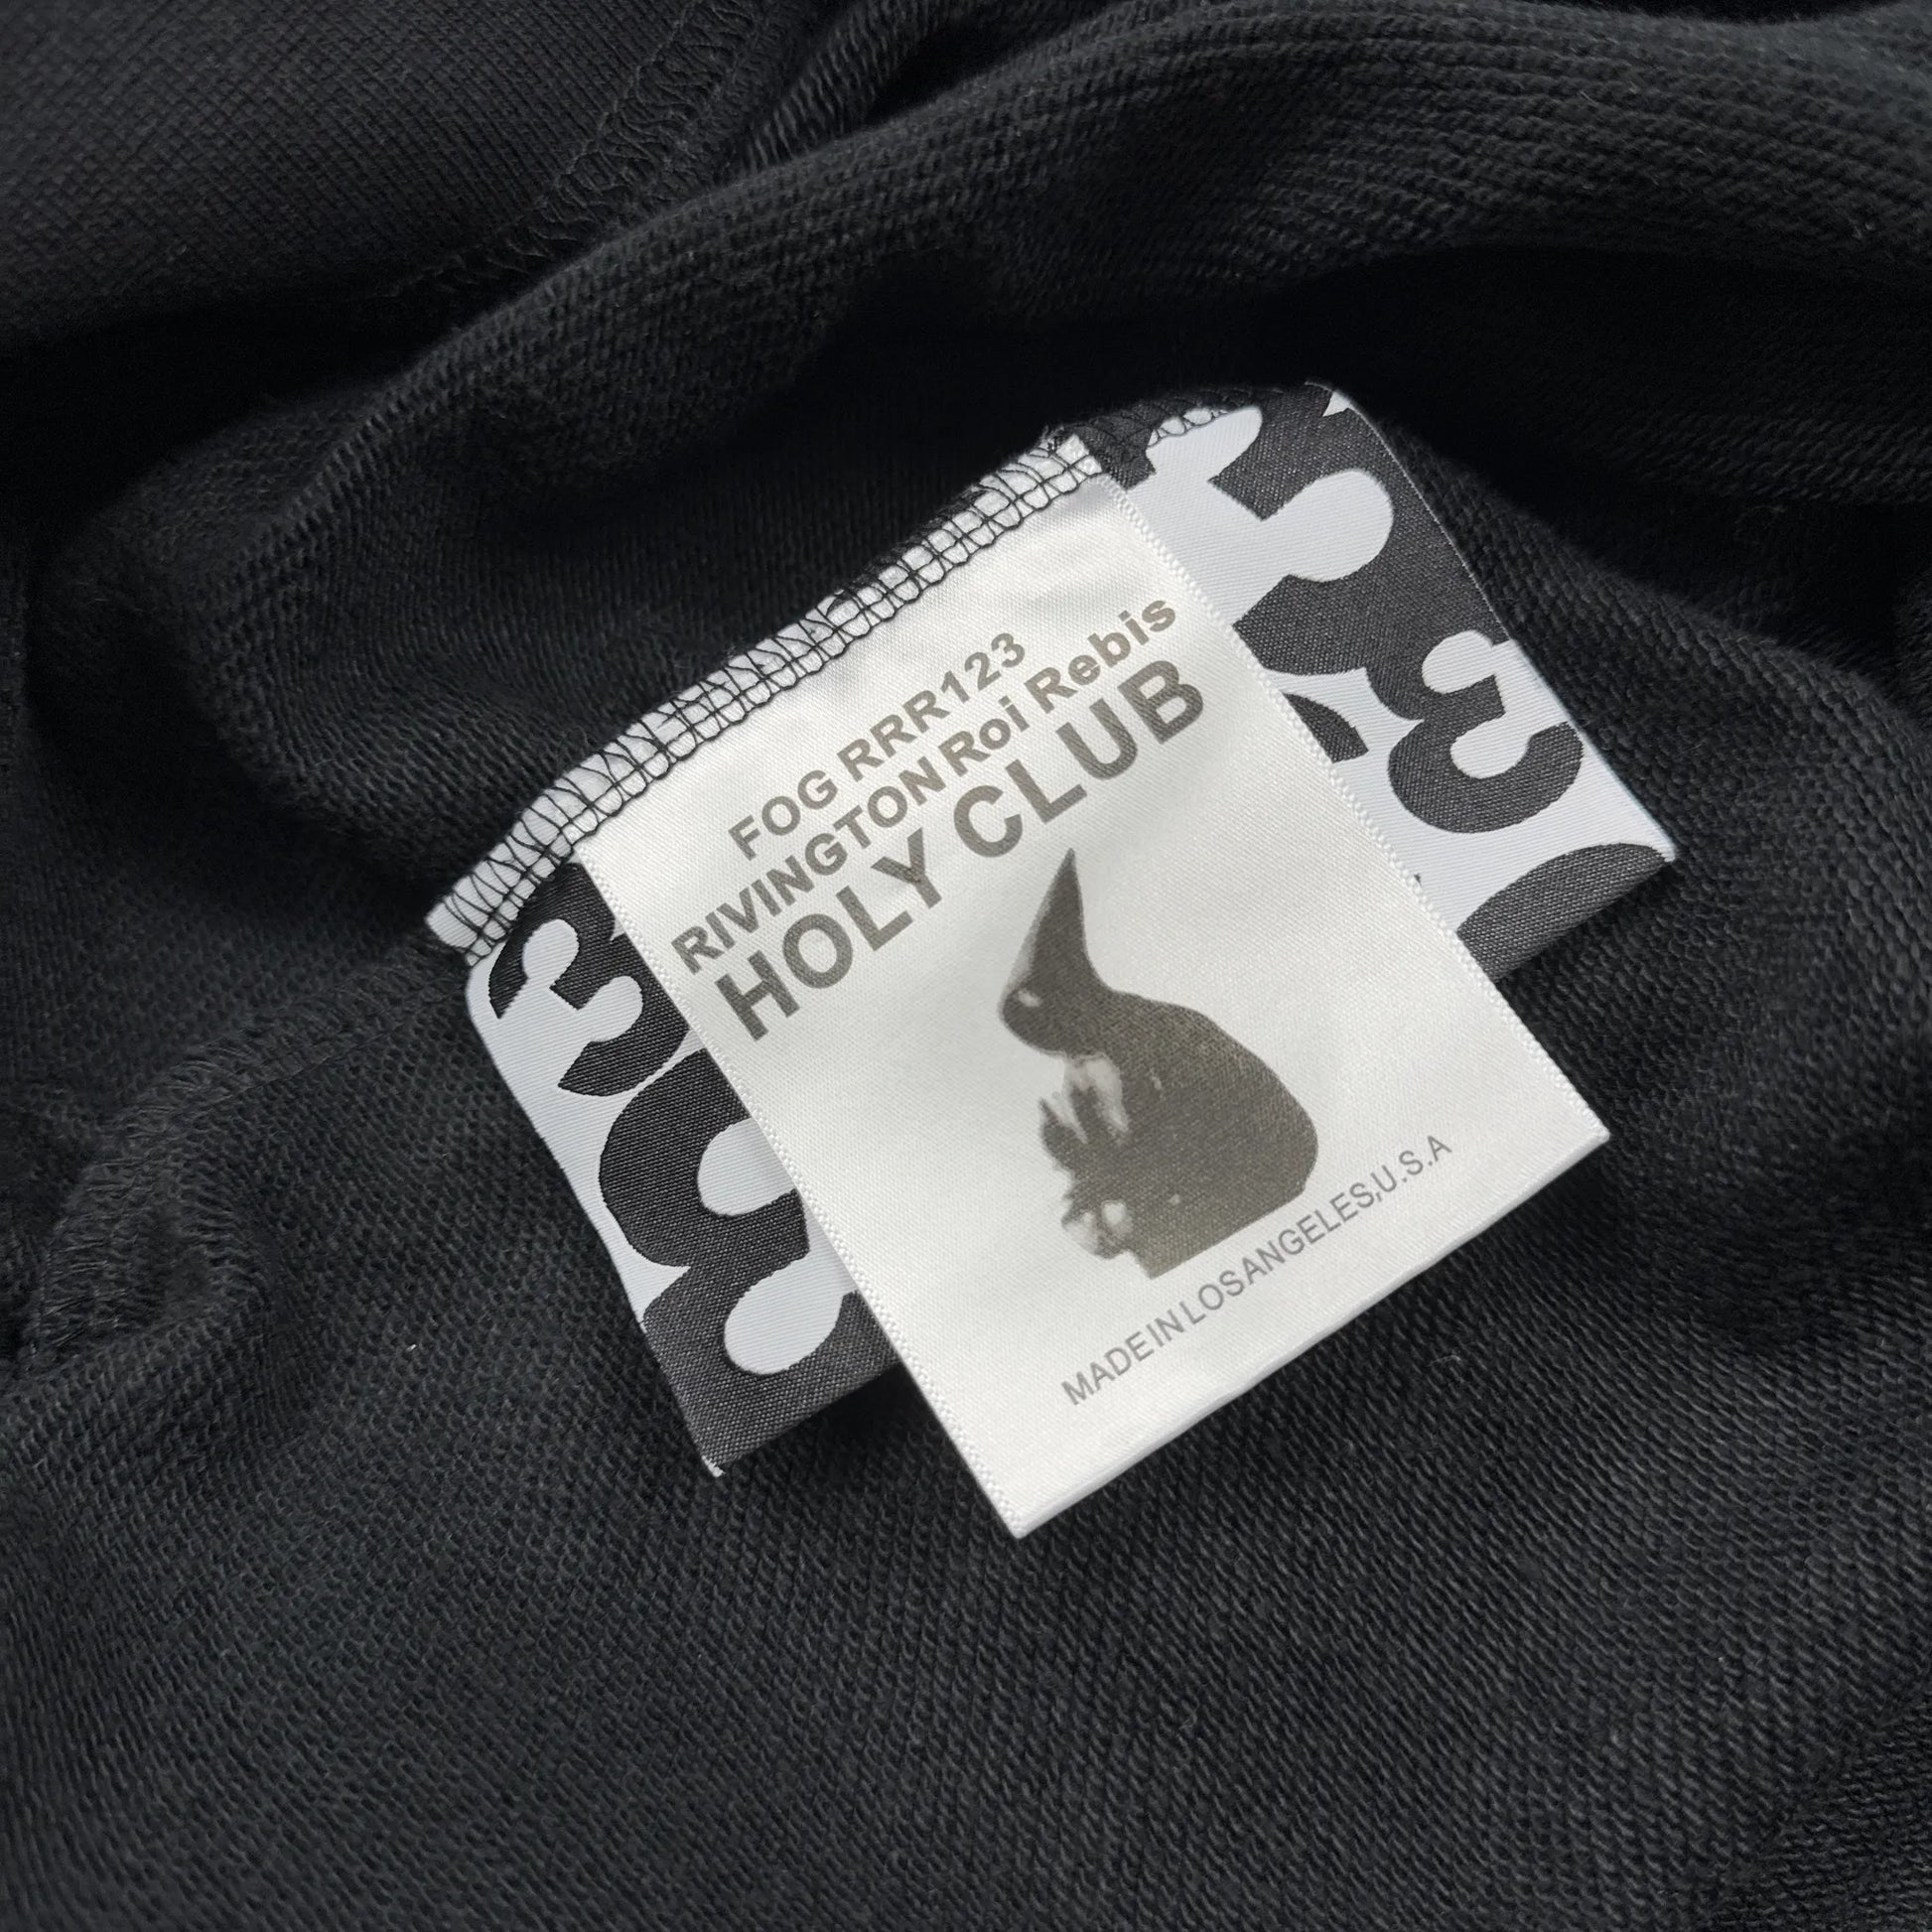 FOG RRR123
RIVINGTON Roi Rebis
HOLY CLUB
MADE IN LOS ANGELES,U.S.A